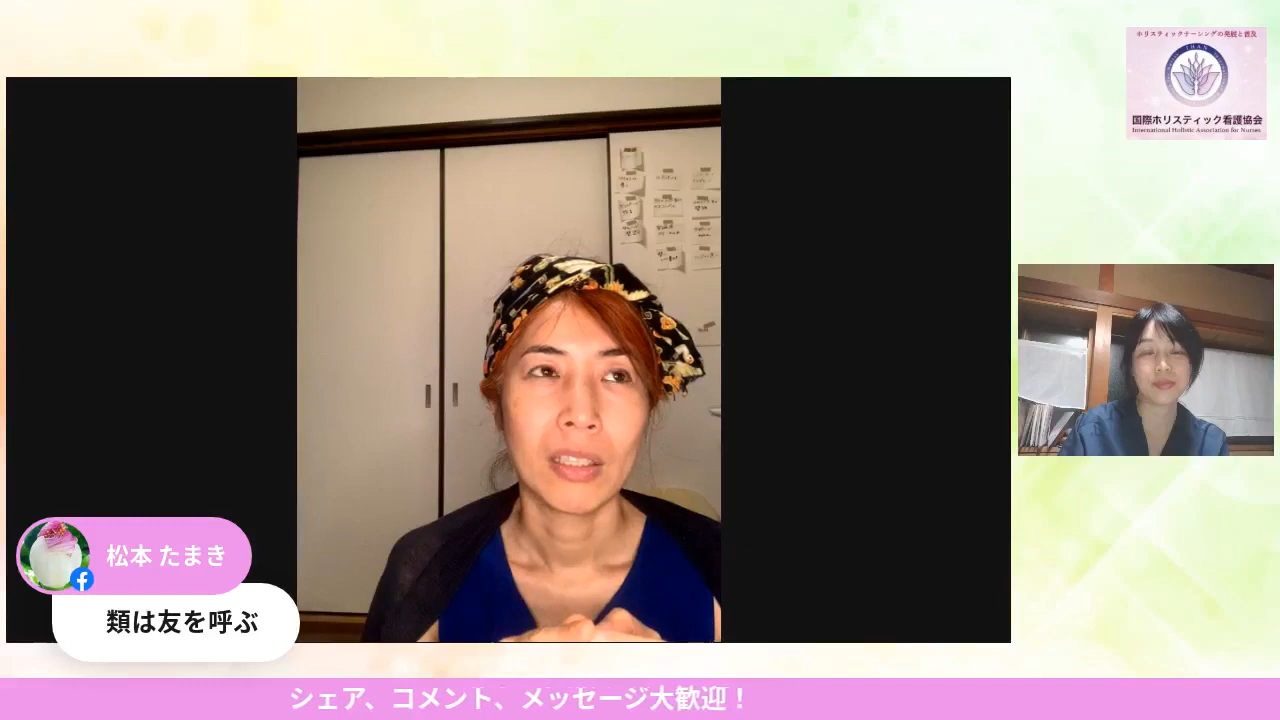 ホリスティックナーシングの発展と普及
IHAN
国際ホリスティック看護協会
International Holistic Association for Nurses
松本 たまき
類は友を呼ぶ
シェア、コメント、メッセージ大歓迎！